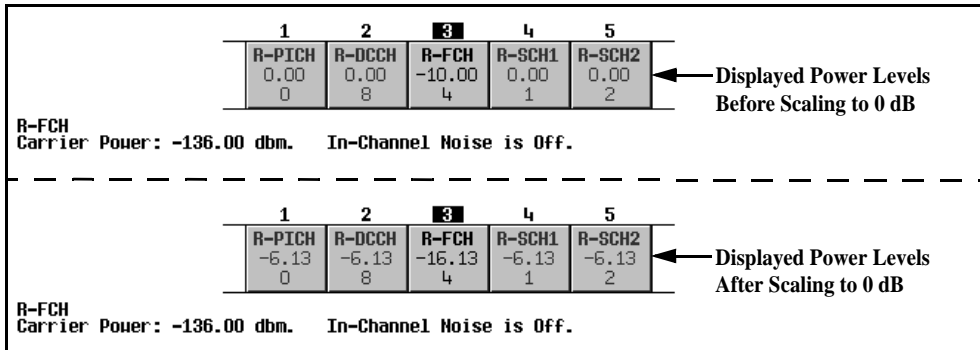 1 2 3 4 5
R-PICH R-DCCH R-FCH R-SCH1 R-SCH2
0.00 0.00 -10.00 0.00 0.00
0 8 4 1 2
Displayed Power Levels
Before Scaling to 0 dB
R-FCH
Carrier Power: -136.00 dbm. In-Channel Noise is Off.
1 2 3 4 5
R-PICH R-DCCH R-FCH R-SCH1 R-SCH2
-6.13 -6.13 -16.13 -6.13 -6.13
0 8 4 1 2
Displayed Power Levels
After Scaling to 0 dB
R-FCH
Carrier Power: -136.00 dbm. In-Channel Noise is Off.